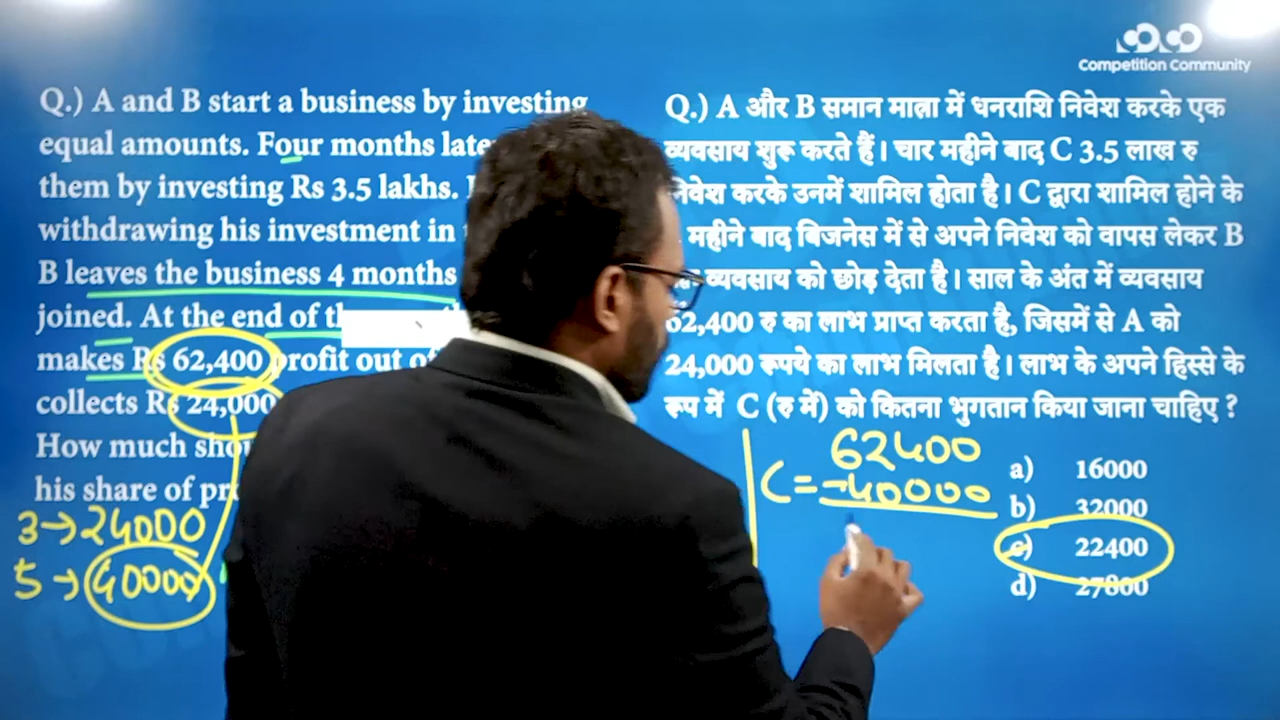 Competition Community
Q.) A and B start a business by investing
equal amounts. Four months
them by investing Rs 3.5 lakhs.
withdrawing his investment in
B leaves the business 4 months
joined. At the end of
makes Rs 62,400 profit out
collects Rs 24,000
How much
his share of
3→24000
5→40000
Q.) A और B समान मात्रा में धनराशि निवेश करके एक
व्यवसाय शुरू करते हैं। चार महीने बाद C 3.5 लाख रु
निवेश करके उनमें शामिल होता है। C द्वारा शामिल होने के
महीने बाद बिजनेस में से अपने निवेश को वापस लेकर B
व्यवसाय को छोड़ देता है। साल के अंत में व्यवसाय
62,400 रु का लाभ प्राप्त करता है, जिसमें से A को
24,000 रूपये का लाभ मिलता है। लाभ के अपने हिस्से के
रूप में C (रु में) को कितना भुगतान किया जाना चाहिए ?
62400
C= -40000
a) 16000
b) 32000
c) 22400
d) 27800